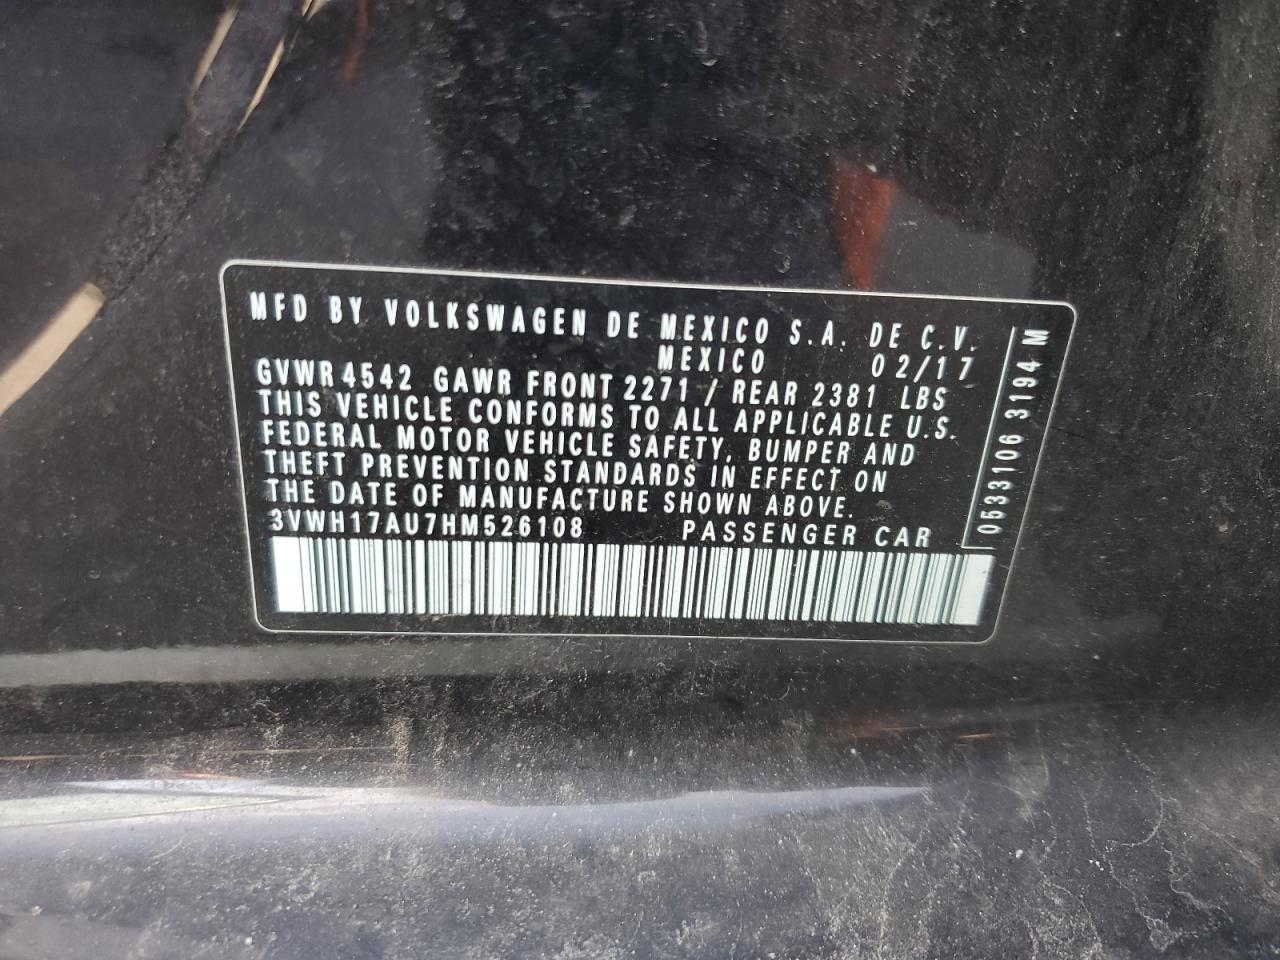 MFD BY VOLKSWAGEN DE MEXICO S.A. DE C.V.
MEXICO 02/17
GVWR 4542 GAWR FRONT 2271 / REAR 2381 LBS
THIS VEHICLE CONFORMS TO ALL APPLICABLE U.S.
FEDERAL MOTOR VEHICLE SAFETY, BUMPER AND
THEFT PREVENTION STANDARDS IN EFFECT ON
THE DATE OF MANUFACTURE SHOWN ABOVE.
3VWH17AU7HM526108 PASSENGER CAR
0533106 3194 M